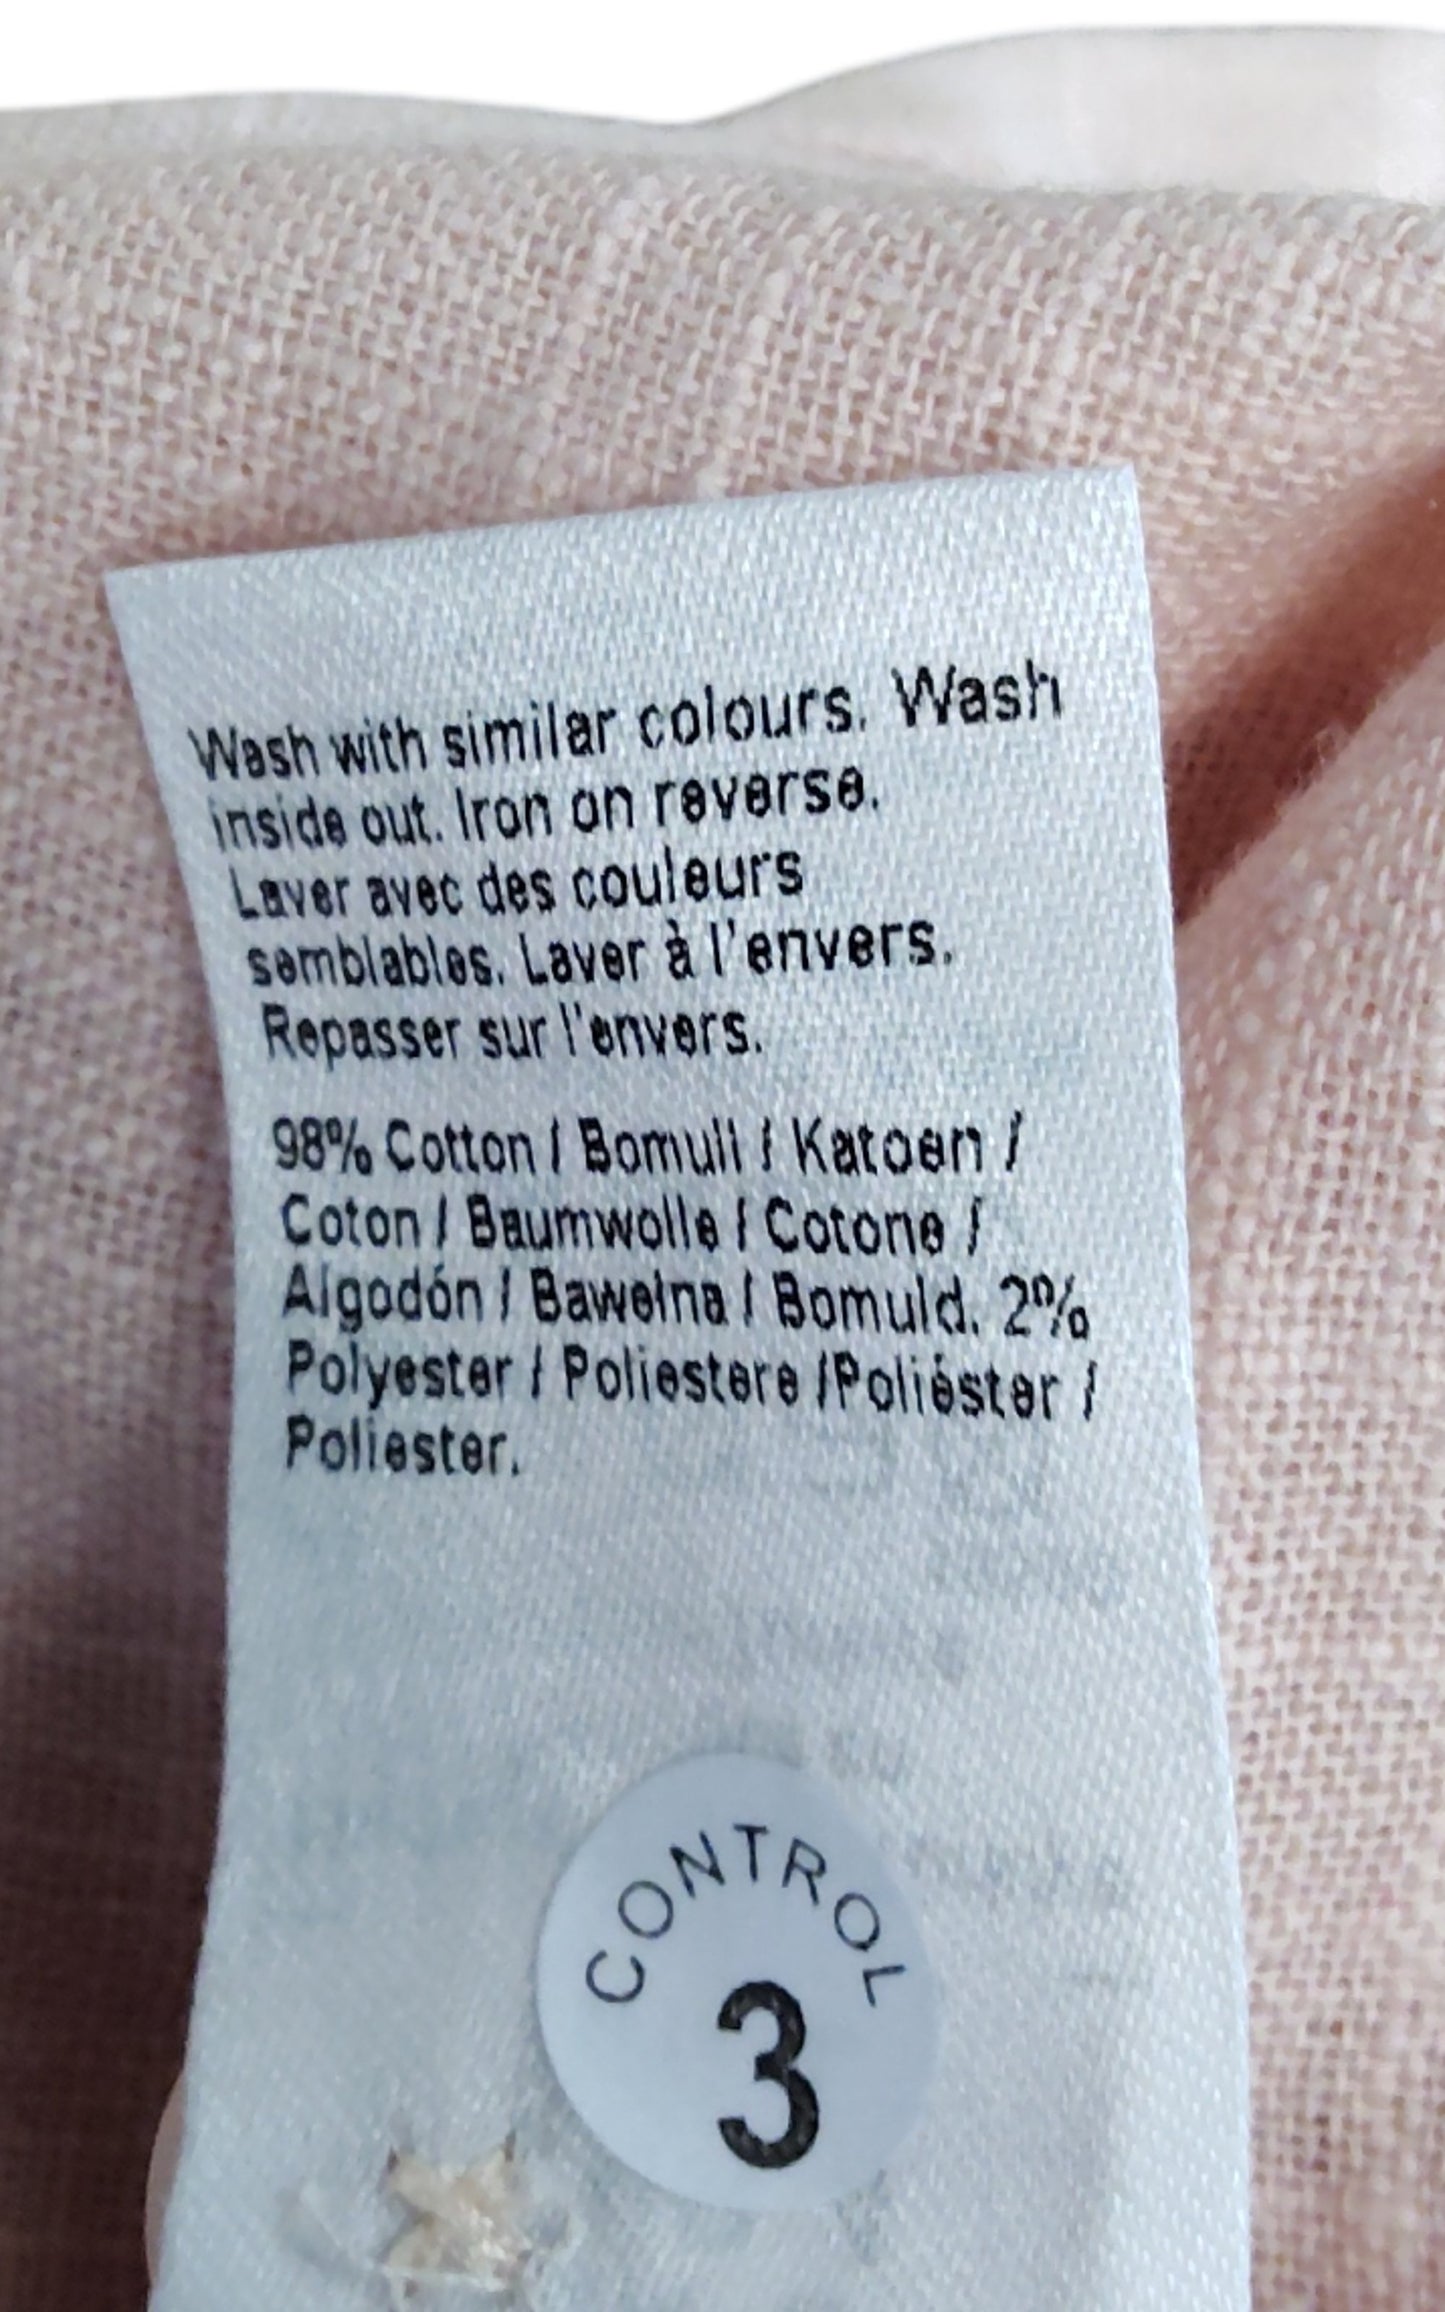 Wash with similar colours. Wash
inside out. Iron on reverse.
Laver avec des couleurs
semblables. Laver à l'envers.
Repasser sur l'envers.
98% Cotton / Bomull / Katoen /
Coton / Baumwolle / Cotone /
Algodón / Bawełna / Bomuld. 2%
Polyester / Poliestere /Poliéster /
Poliester.
CONTROL
3